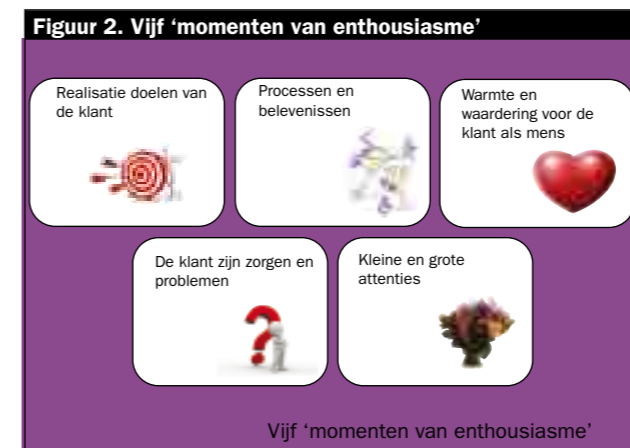 Figuur 2. Vijf ‘momenten van enthousiasme’
Realisatie doelen van
de klant
Processen en
belevenissen
Warmte en
waardering voor de
klant als mens
De klant zijn zorgen en
problemen
Kleine en grote
attenties
Vijf ‘momenten van enthousiasme’